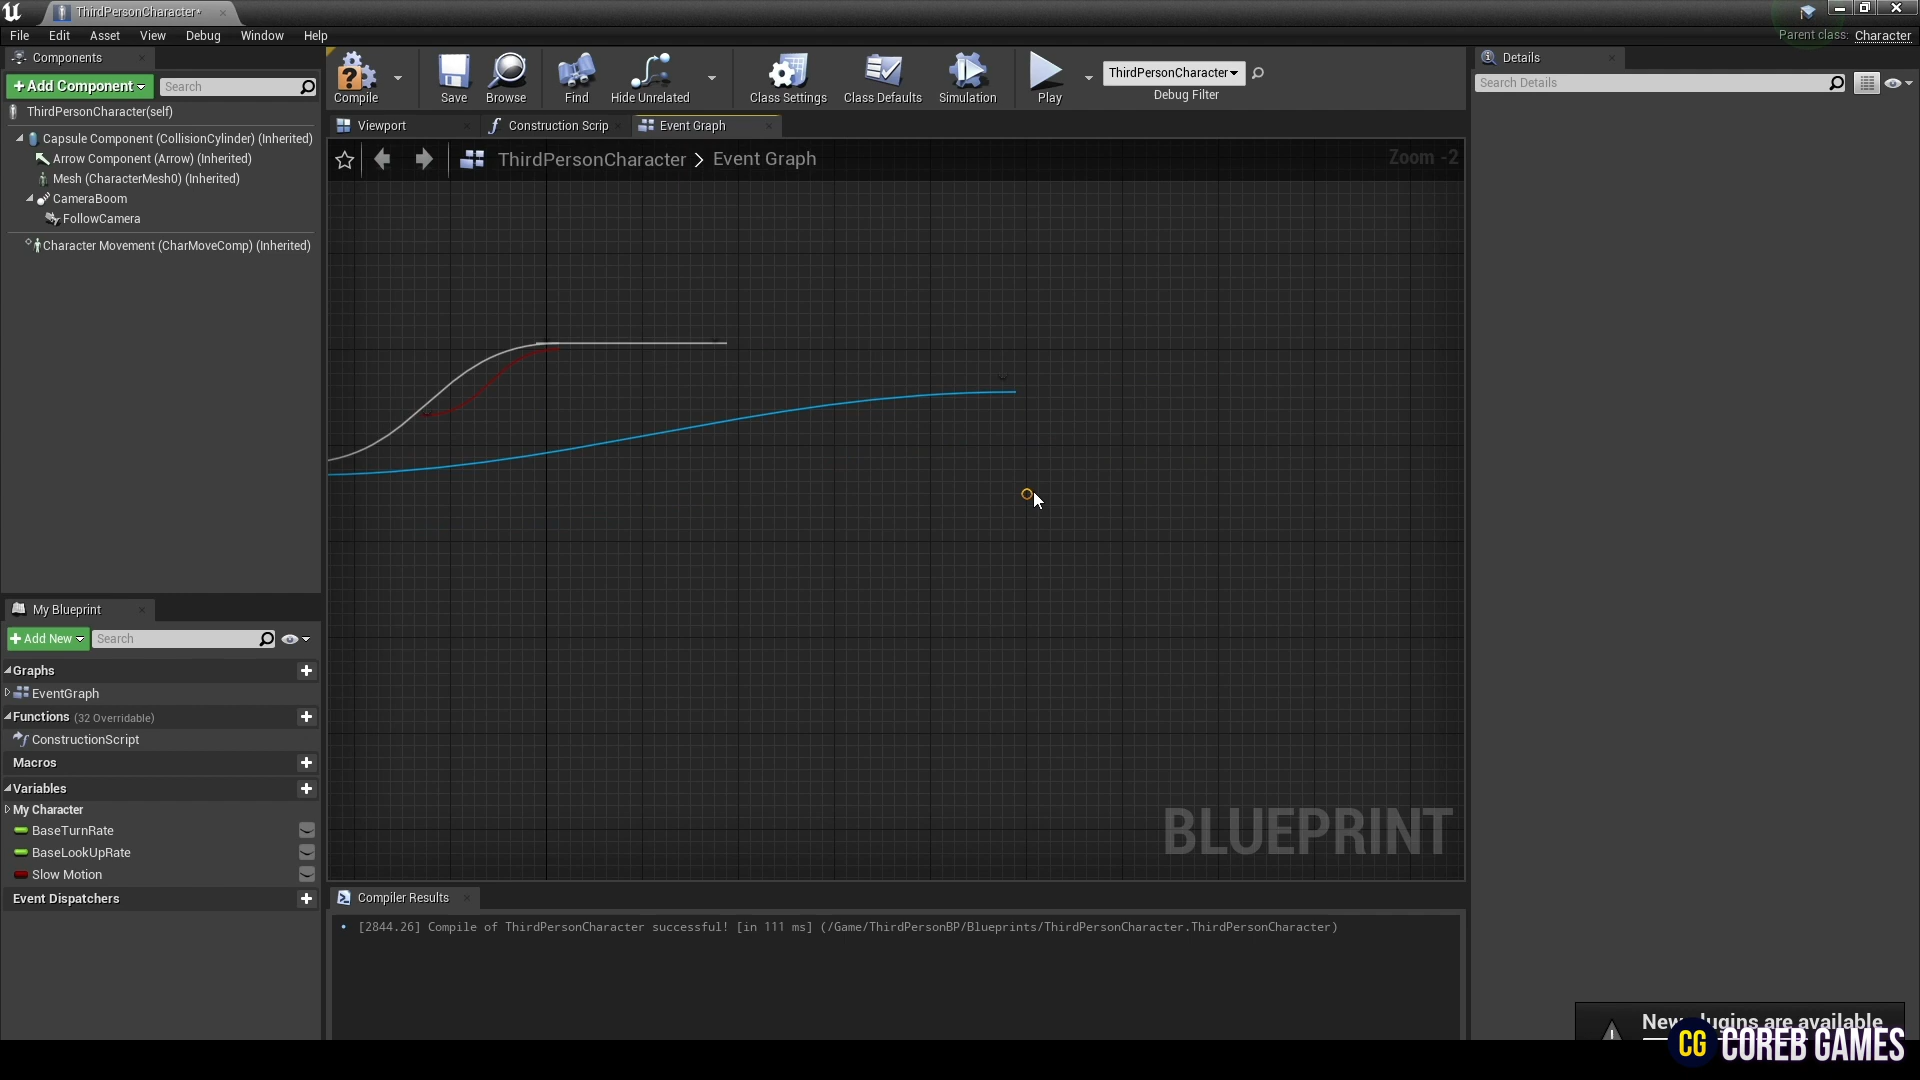 ThirdPersonCharacter*
File Edit Asset View Debug Window Help
Parent class: Character
Components
+Add Component
Search
ThirdPersonCharacter(self)
Capsule Component (CollisionCylinder) (Inherited)
Arrow Component (Arrow) (Inherited)
Mesh (CharacterMesh0) (Inherited)
CameraBoom
FollowCamera
Character Movement (CharMoveComp) (Inherited)
Compile
Save
Browse
Find
Hide Unrelated
Class Settings
Class Defaults
Simulation
Play
ThirdPersonCharacter
Debug Filter
Viewport
Construction Scrip
Event Graph
ThirdPersonCharacter > Event Graph
Zoom -2
BLUEPRINT
Details
Search Details
My Blueprint
+Add New
Search
Graphs
EventGraph
Functions (32 Overridable)
ConstructionScript
Macros
Variables
My Character
BaseTurnRate
BaseLookUpRate
Slow Motion
Event Dispatchers
Compiler Results
[2844.26] Compile of ThirdPersonCharacter successful! [in 111 ms] (/Game/ThirdPersonBP/Blueprints/ThirdPersonCharacter.ThirdPersonCharacter)
New plugins are available
CG COREB GAMES